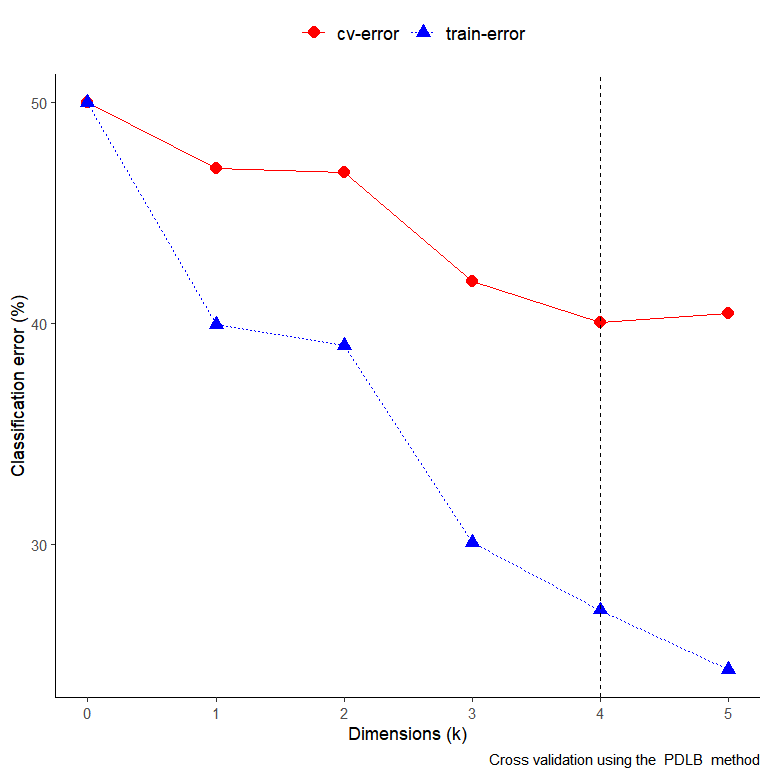 cv-error train-error
Classification error (%)
50
40
30
0 1 2 3 4 5
Dimensions (k)
Cross validation using the  PDLB  method